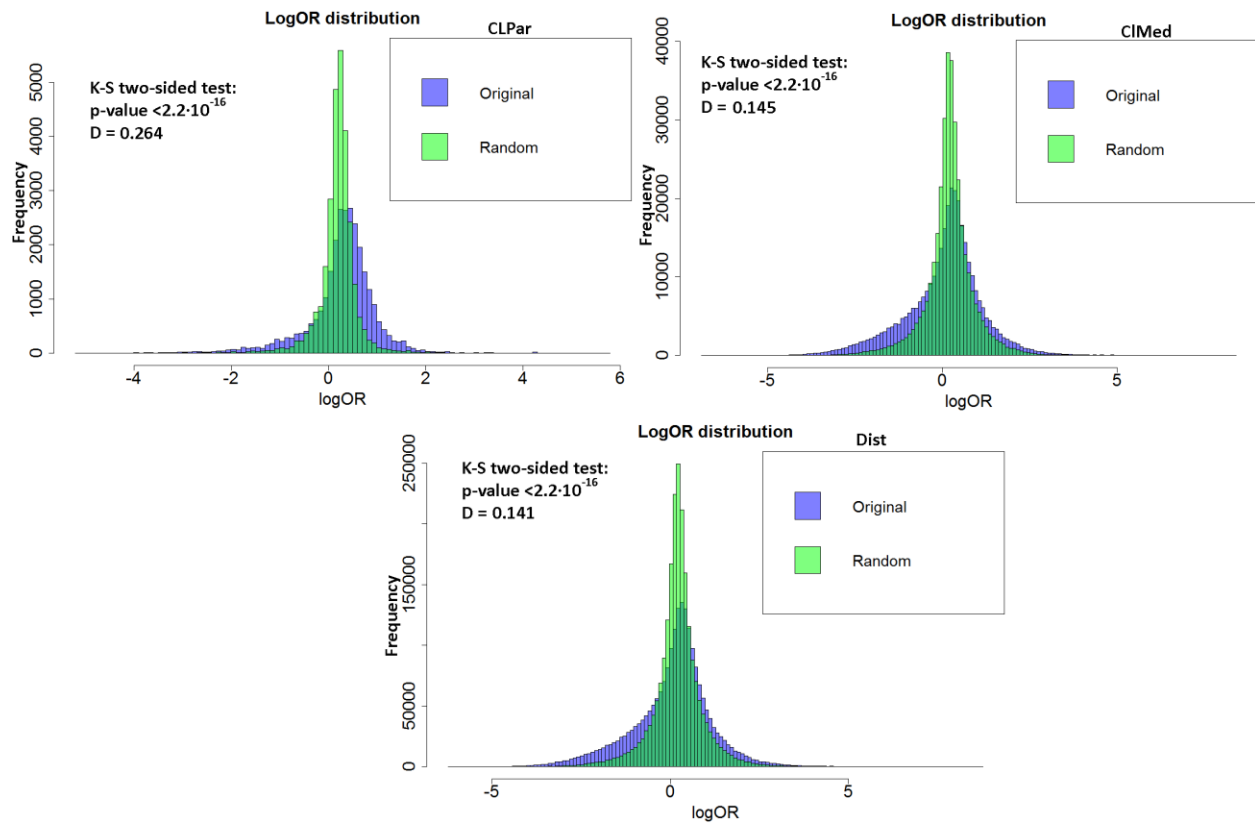 LogOR distribution
CLPar
K-S two-sided test:
p-value <2.2·10^-16
D = 0.264
Original
Random
Frequency
0
1000
2000
3000
4000
5000
-4
-2
0
2
4
6
logOR
LogOR distribution
ClMed
K-S two-sided test:
p-value <2.2·10^-16
D = 0.145
Original
Random
Frequency
0
10000
20000
30000
40000
-5
0
5
logOR
LogOR distribution
Dist
K-S two-sided test:
p-value <2.2·10^-16
D = 0.141
Original
Random
Frequency
0
50000
150000
250000
-5
0
5
logOR